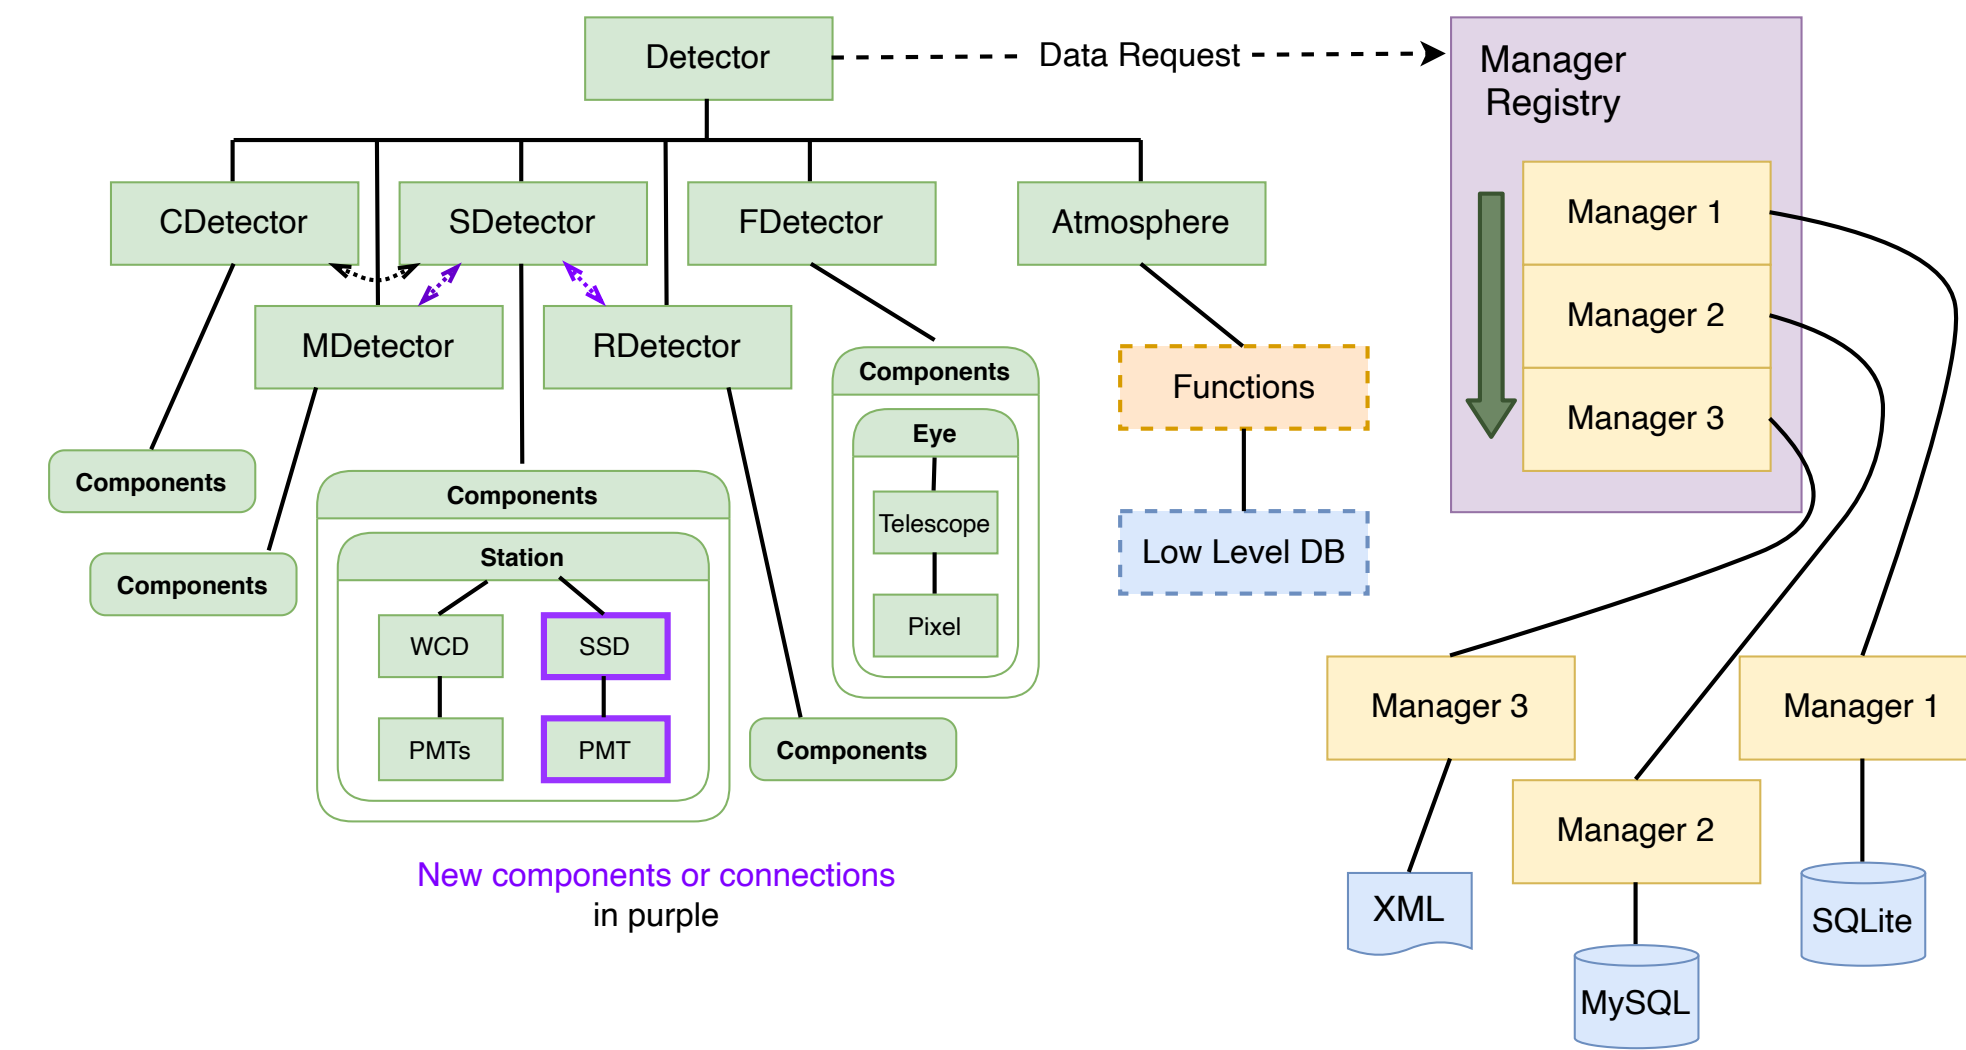 Detector
Data Request
Manager
Registry
Manager 1
Manager 2
Manager 3
CDetector
SDetector
FDetector
Atmosphere
MDetector
RDetector
Components
Eye
Telescope
Pixel
Functions
Low Level DB
Components
Components
Components
Station
WCD
SSD
PMTs
PMT
Components
New components or connections
in purple
Manager 3
Manager 1
Manager 2
XML
SQLite
MySQL